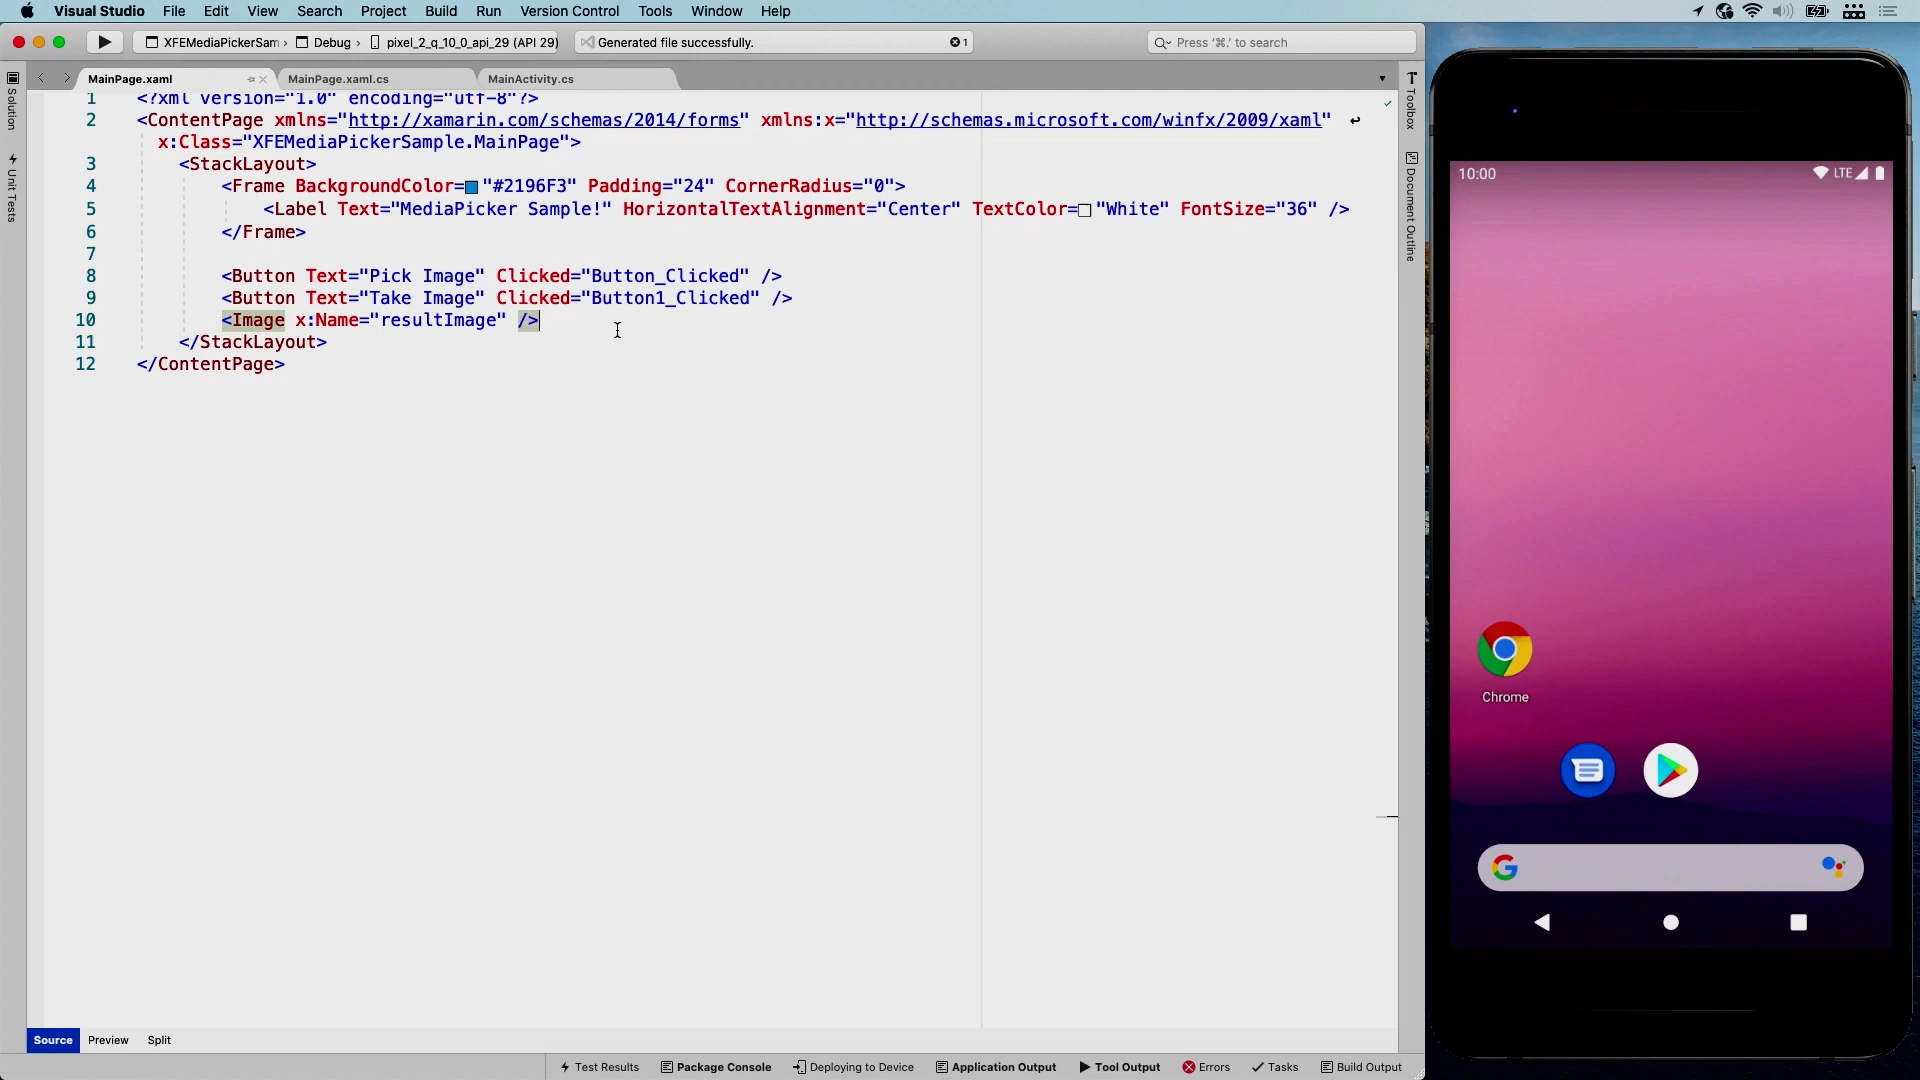 Visual Studio File Edit View Search Project Build Run Version Control Tools Window Help
XFEMediaPickerSam › Debug › pixel_2_q_10_0_api_29 (API 29)
Generated file successfully.
1
Press '⌘.' to search
MainPage.xaml
MainPage.xaml.cs
MainActivity.cs
Solution
Unit Tests
Toolbox
Document Outline
1 <?xml version="1.0" encoding="utf-8"?>
2 <ContentPage xmlns="http://xamarin.com/schemas/2014/forms" xmlns:x="http://schemas.microsoft.com/winfx/2009/xaml"
x:Class="XFEMediaPickerSample.MainPage">
3 <StackLayout>
4 <Frame BackgroundColor="#2196F3" Padding="24" CornerRadius="0">
5 <Label Text="MediaPicker Sample!" HorizontalTextAlignment="Center" TextColor="White" FontSize="36" />
6 </Frame>
7
8 <Button Text="Pick Image" Clicked="Button_Clicked" />
9 <Button Text="Take Image" Clicked="Button1_Clicked" />
10 <Image x:Name="resultImage" />
11 </StackLayout>
12 </ContentPage>
Source Preview Split
Test Results Package Console Deploying to Device Application Output Tool Output Errors Tasks Build Output
10:00
LTE
Chrome